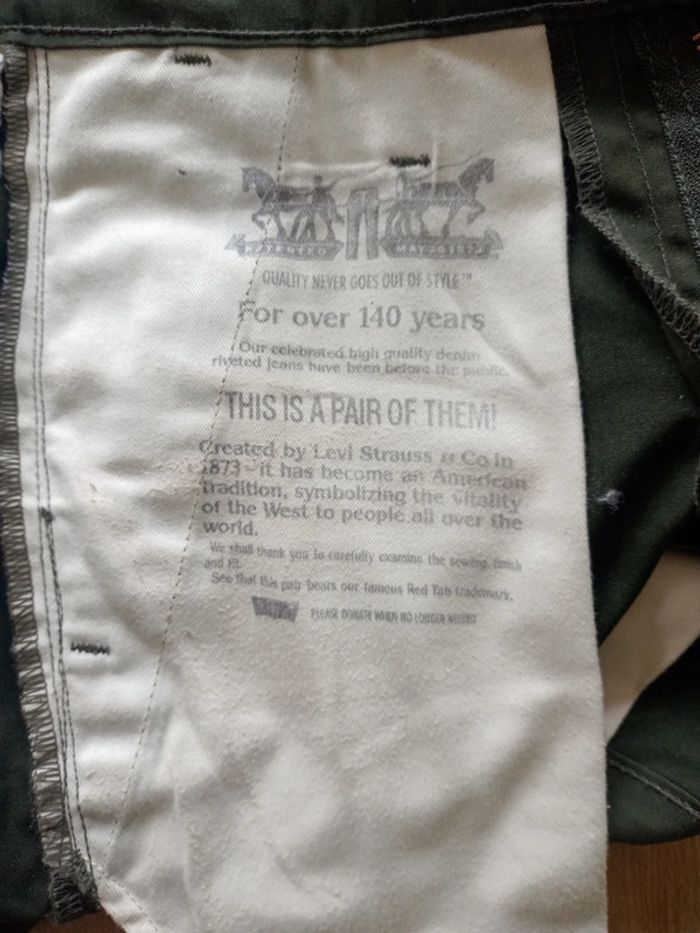 QUALITY NEVER GOES OUT OF STYLE™
For over 140 years
Our celebrated high quality denim
riveted jeans have been before the public.
THIS IS A PAIR OF THEM!
Created by Levi Strauss & Co in
1873 - it has become an American
tradition, symbolizing the vitality
of the West to people all over the
world.
We shall thank you to carefully examine the sewing, finish
and fit.
See that this pair bears our famous Red Tab trademark.
PLEASE DONATE WHEN NO LONGER NEEDED